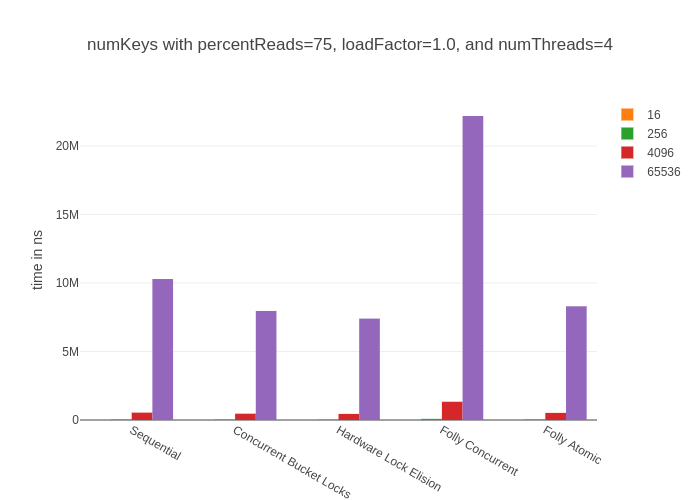 numKeys with percentReads=75, loadFactor=1.0, and numThreads=4
16
256
4096
65536
time in ns
20M
15M
10M
5M
0
Sequential
Concurrent Bucket Locks
Hardware Lock Elision
Folly Concurrent
Folly Atomic